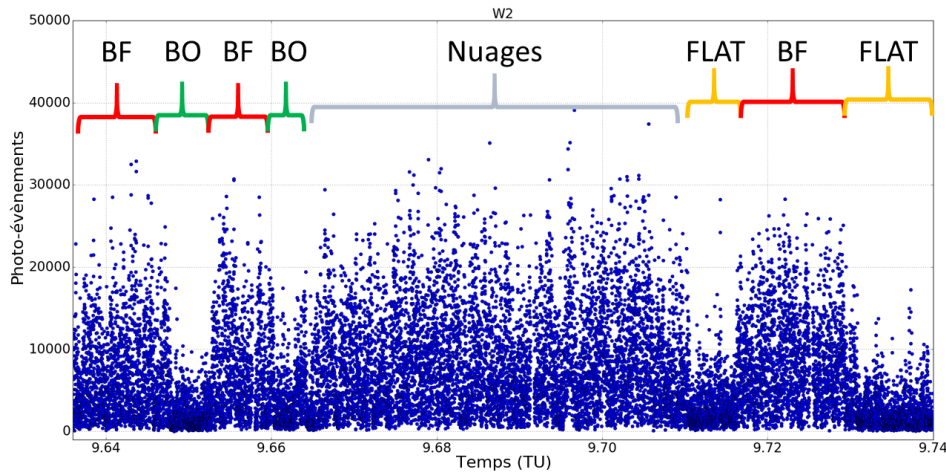 W2
50000
40000
30000
20000
10000
0
Photo-évènements
BF BO BF BO Nuages FLAT BF FLAT
9.64 9.66 9.68 9.70 9.72 9.74
Temps (TU)